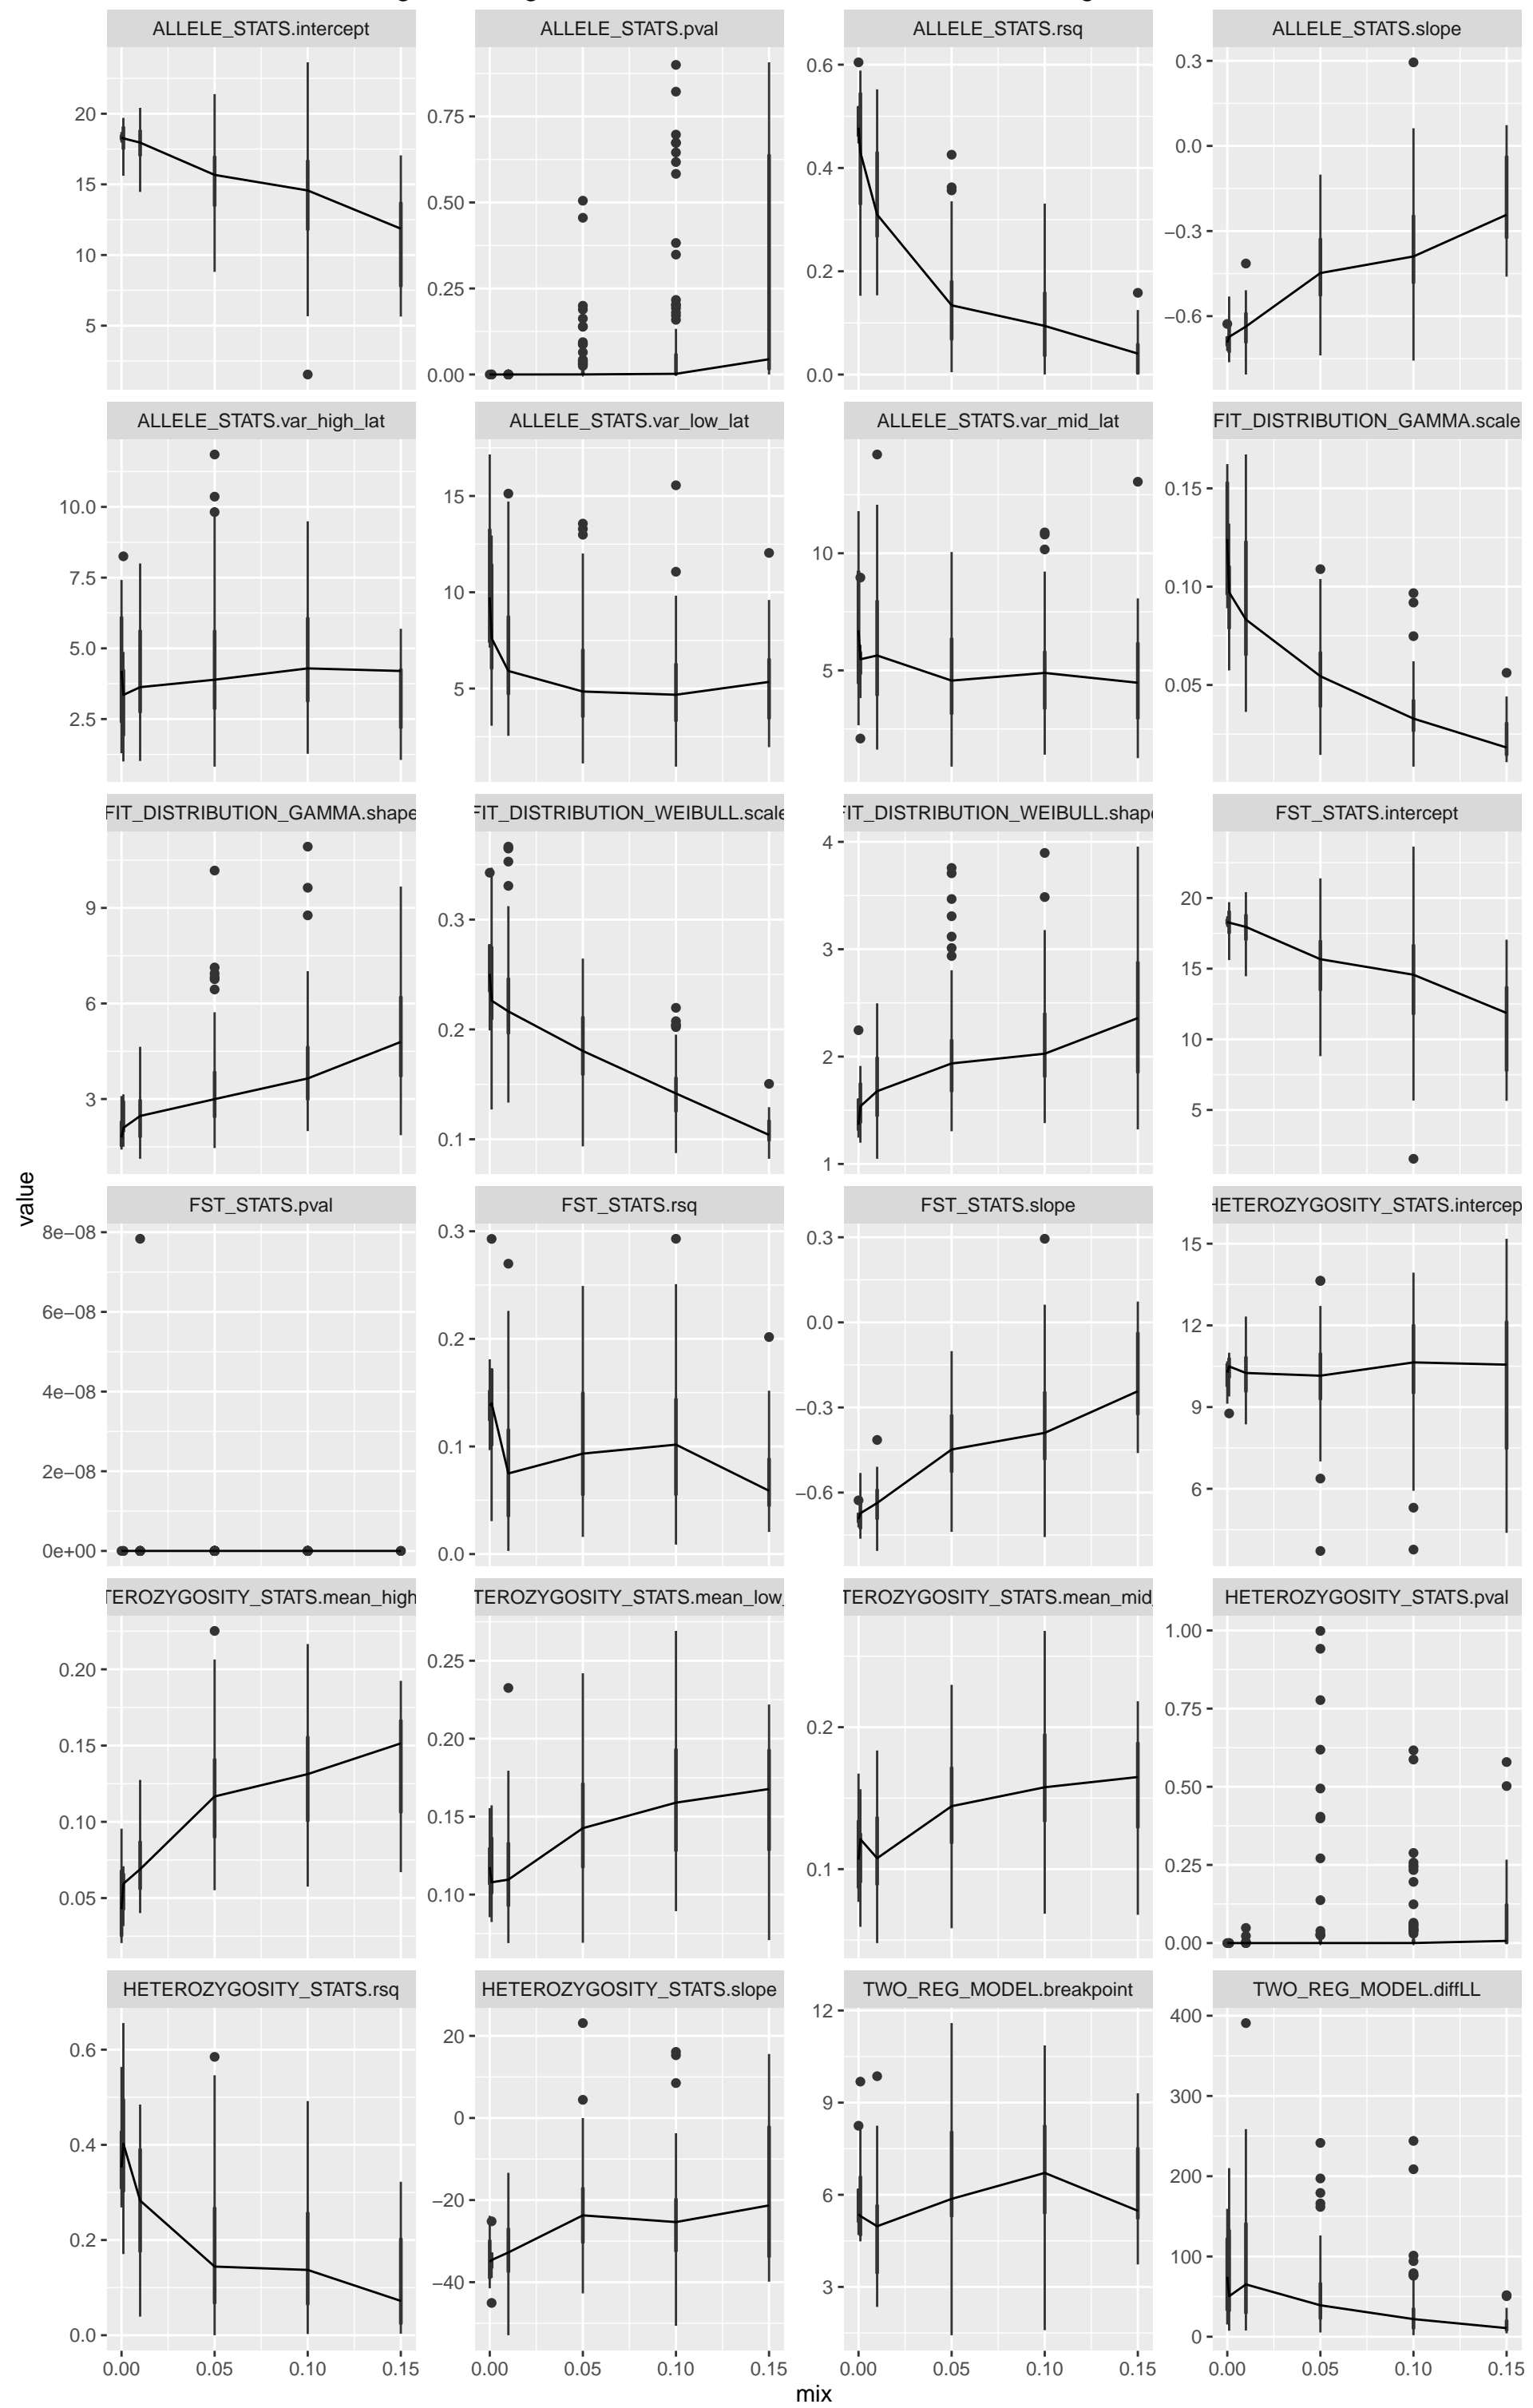 ALLELE_STATS.intercept ALLELE_STATS.pval ALLELE_STATS.rsq ALLELE_STATS.slope
20 0.75 0.6 0.3
15 0.50 0.4 0.0
10 0.25 0.2 −0.3
5 0.00 0.0 −0.6
ALLELE_STATS.var_high_lat ALLELE_STATS.var_low_lat ALLELE_STATS.var_mid_lat FIT_DISTRIBUTION_GAMMA.scale
10.0 15 10 0.15
7.5 10 5 0.10
5.0 5 0.05
2.5
FIT_DISTRIBUTION_GAMMA.shape FIT_DISTRIBUTION_WEIBULL.scale FIT_DISTRIBUTION_WEIBULL.shape FST_STATS.intercept
9 0.3 4 20
6 0.2 3 15
3 0.1 2 10
1 5
value
FST_STATS.pval FST_STATS.rsq FST_STATS.slope HETEROZYGOSITY_STATS.intercep
8e−08 0.3 0.3 15
6e−08 0.2 0.0 12
4e−08 0.1 −0.3 9
2e−08 0.0 −0.6 6
0e+00
TEROZYGOSITY_STATS.mean_high TEROZYGOSITY_STATS.mean_low_ TEROZYGOSITY_STATS.mean_mid_ HETEROZYGOSITY_STATS.pval
0.20 0.25 0.2 1.00
0.15 0.20 0.1 0.75
0.10 0.15 0.50
0.05 0.10 0.25
0.00
HETEROZYGOSITY_STATS.rsq HETEROZYGOSITY_STATS.slope TWO_REG_MODEL.breakpoint TWO_REG_MODEL.diffLL
0.6 20 12 400
0.4 0 9 300
0.2 −20 6 200
0.0 −40 3 100
0
0.00 0.05 0.10 0.15 0.00 0.05 0.10 0.15 0.00 0.05 0.10 0.15 0.00 0.05 0.10 0.15
mix